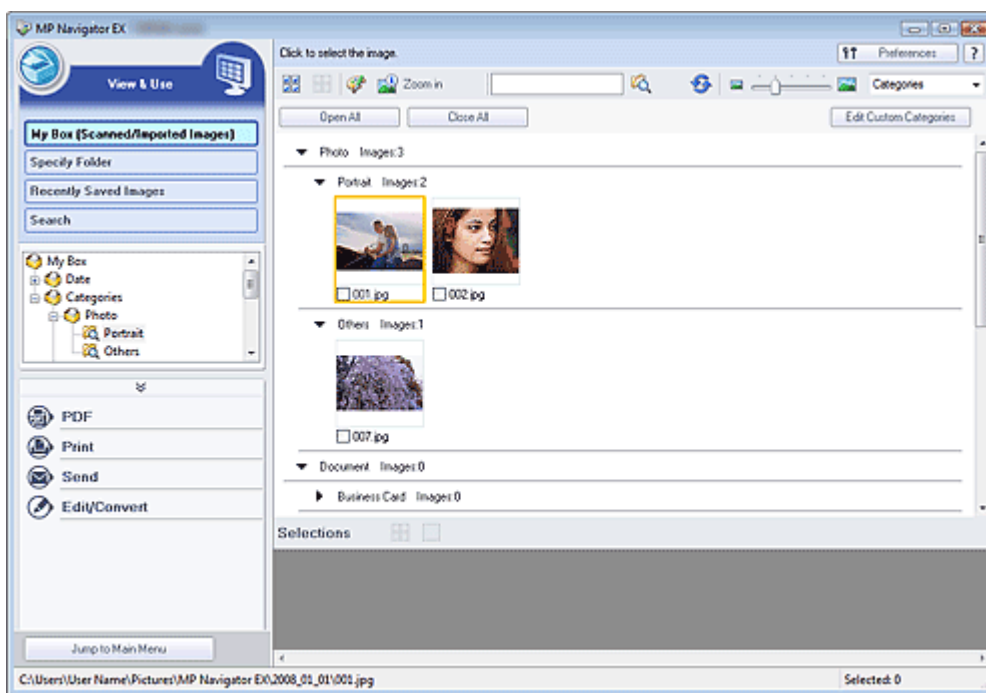 MP Navigator EX
View & Use
My Box (Scanned/Imported Images)
Specify Folder
Recently Saved Images
Search
My Box
Date
Categories
Photo
Portrait
Others
PDF
Print
Send
Edit/Convert
Jump to Main Menu
Click to select the image.
Preferences
?
Zoom in
Categories
Open All
Close All
Edit Custom Categories
Photo Images:3
Portrait Images:2
001.jpg
002.jpg
Others Images:1
007.jpg
Document Images:0
Business Card Images:0
Selections
C:\Users\User Name\Pictures\MP Navigator EX\2008_01_01\001.jpg
Selected: 0